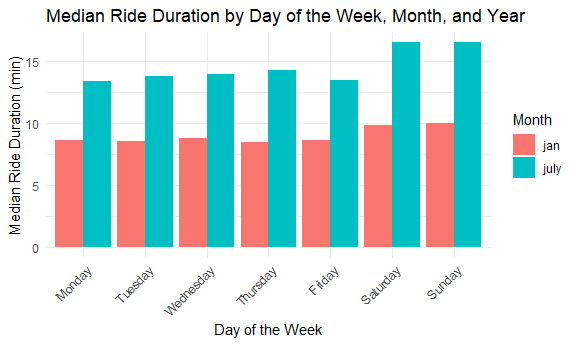 Median Ride Duration by Day of the Week, Month, and Year
Median Ride Duration (min)
15
10
5
0
Monday
Tuesday
Wednesday
Thursday
Friday
Saturday
Sunday
Day of the Week
Month
jan
july